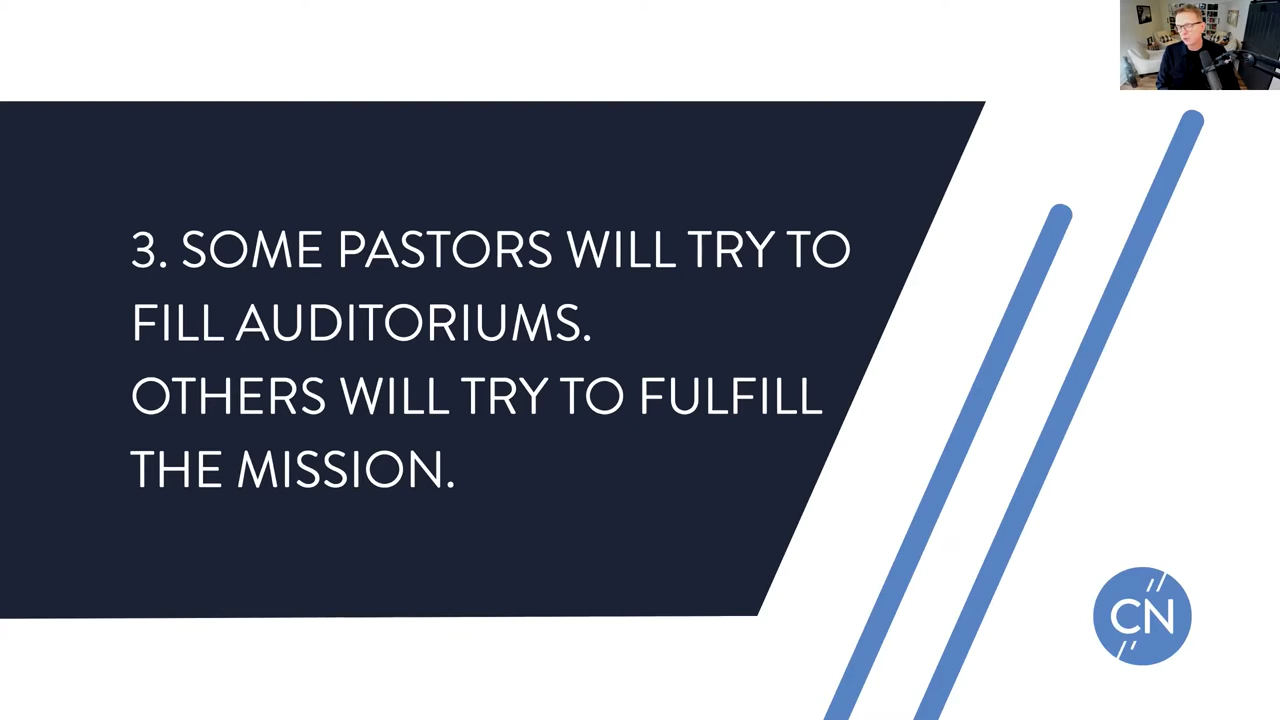 3. SOME PASTORS WILL TRY TO
FILL AUDITORIUMS.
OTHERS WILL TRY TO FULFILL
THE MISSION.
CN